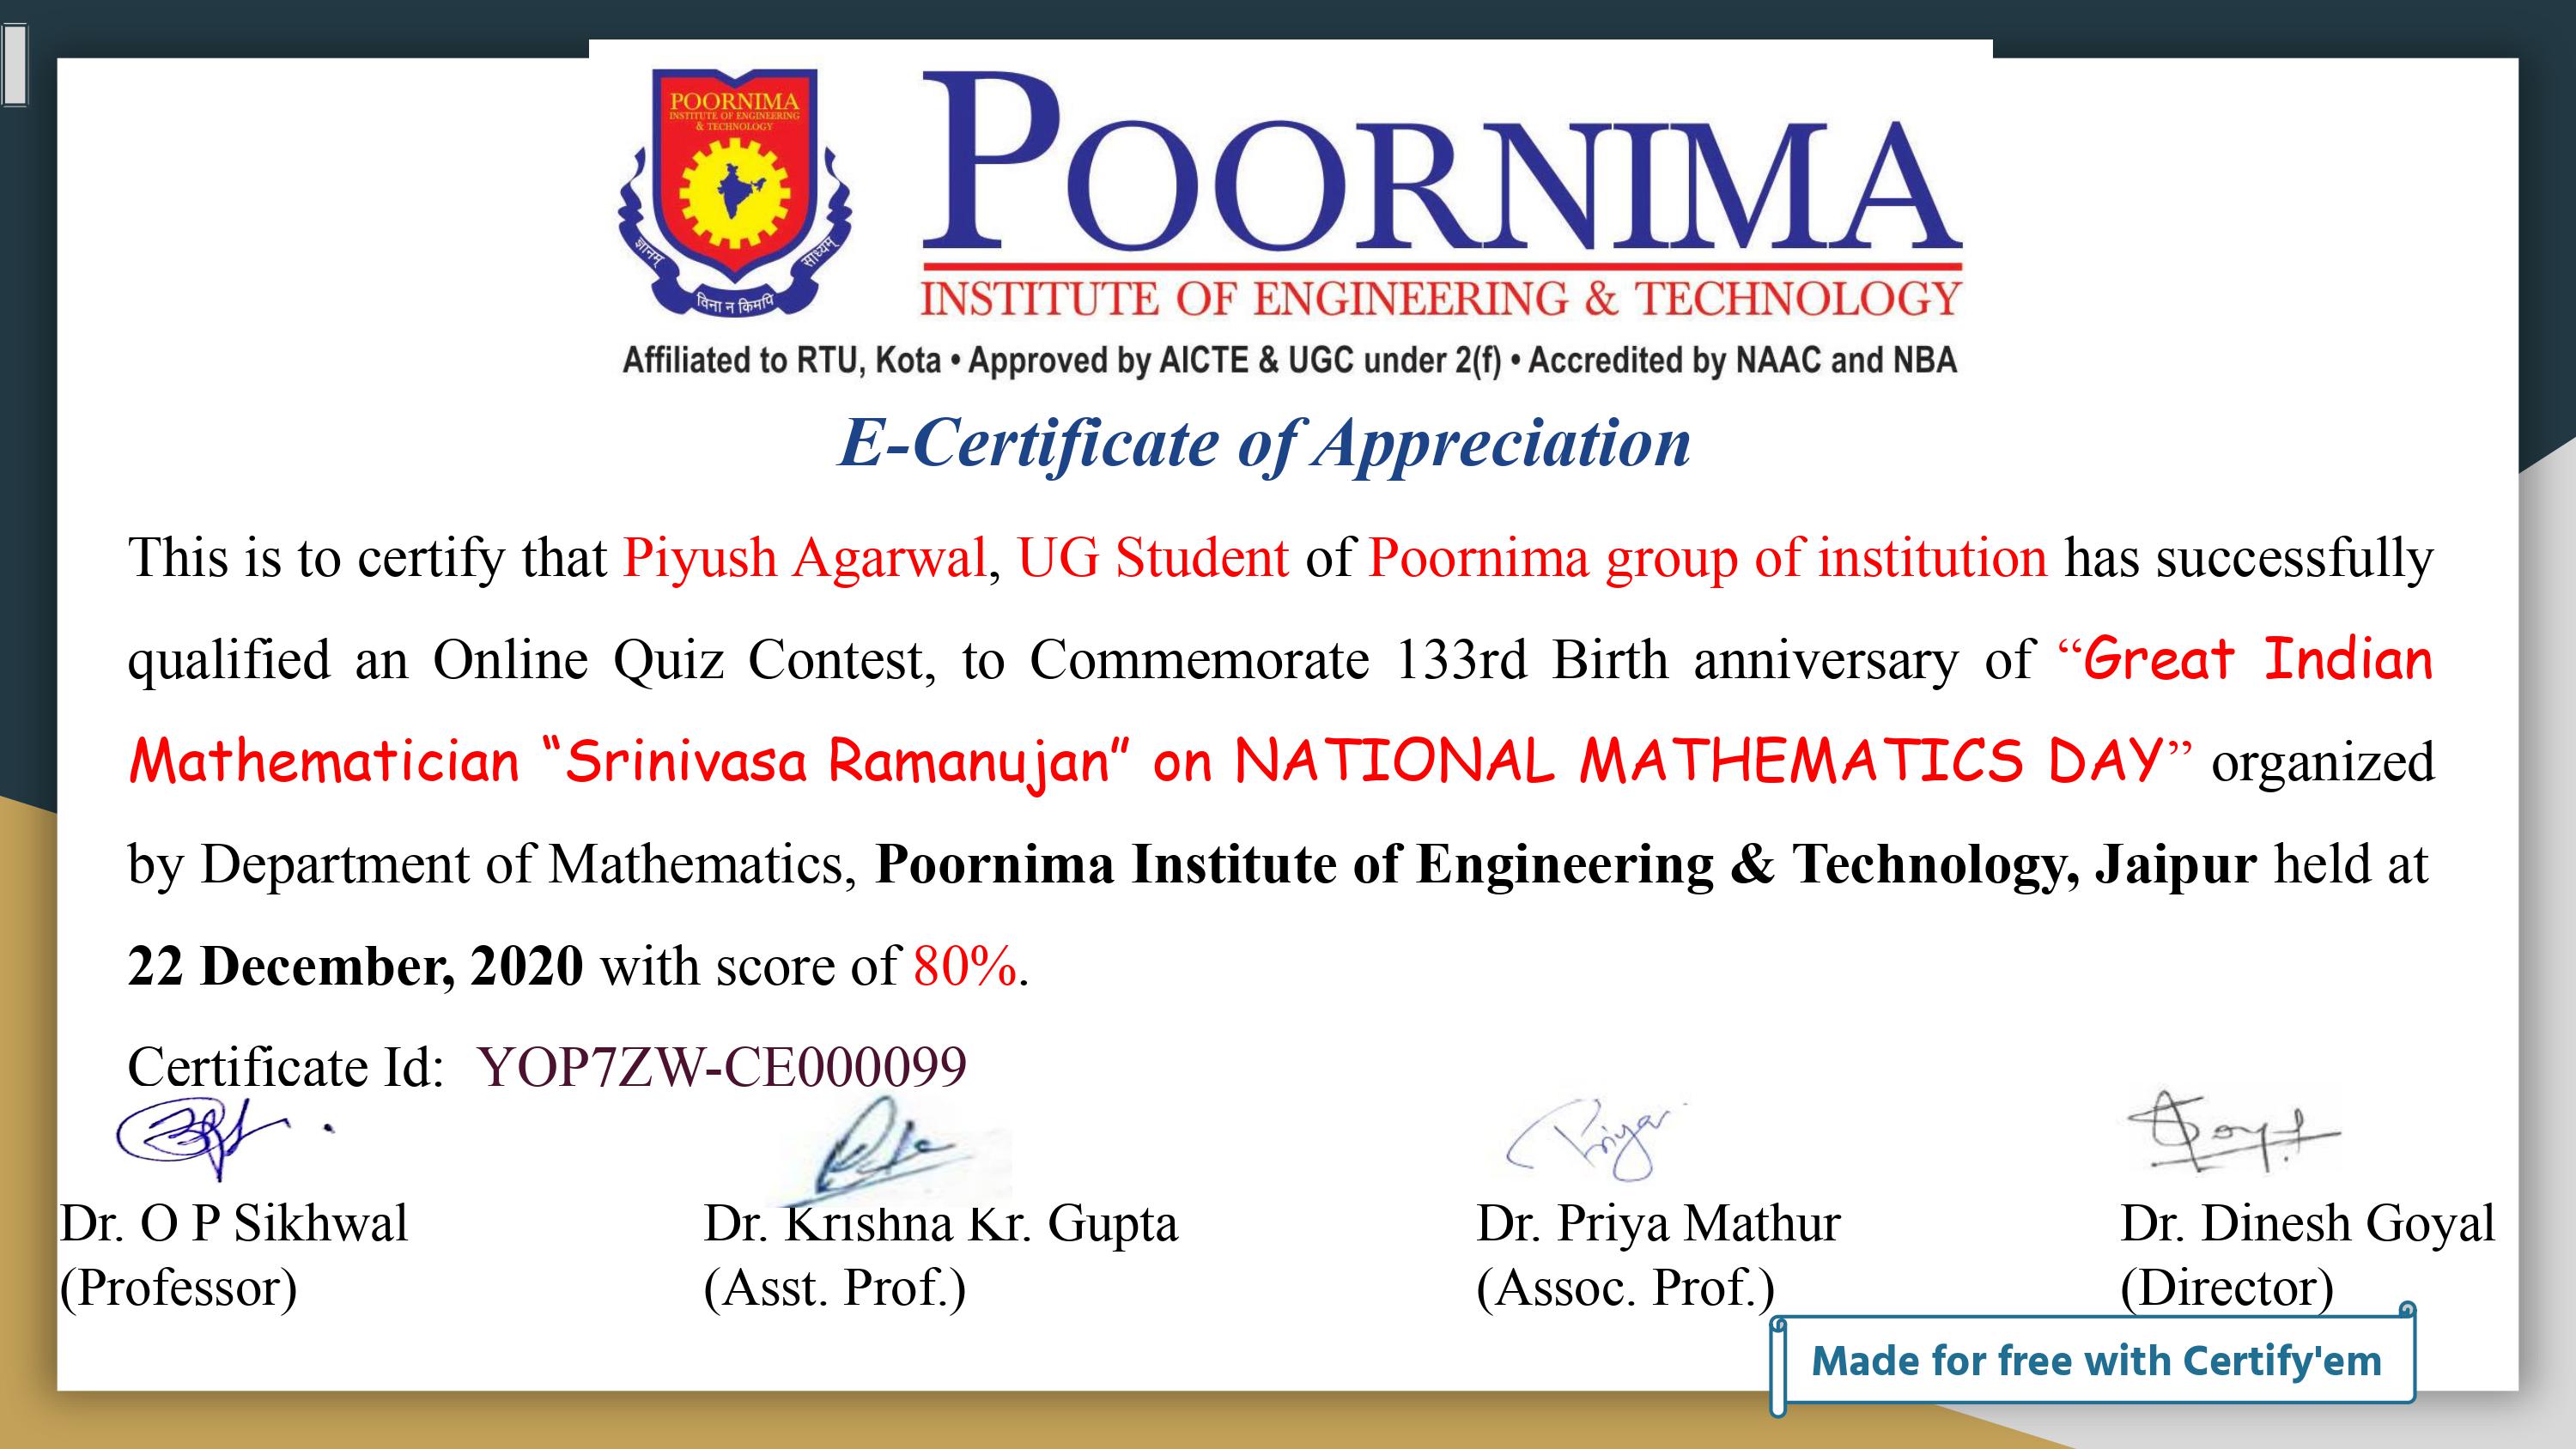 POORNIMA
INSTITUTE OF ENGINEERING
& TECHNOLOGY
ज्ञानम्
विना न किमपि
साध्यम्
POORNIMA
INSTITUTE OF ENGINEERING & TECHNOLOGY
Affiliated to RTU, Kota • Approved by AICTE & UGC under 2(f) • Accredited by NAAC and NBA
E-Certificate of Appreciation
This is to certify that Piyush Agarwal, UG Student of Poornima group of institution has successfully
qualified an Online Quiz Contest, to Commemorate 133rd Birth anniversary of “Great Indian
Mathematician “Srinivasa Ramanujan” on NATIONAL MATHEMATICS DAY” organized
by Department of Mathematics, Poornima Institute of Engineering & Technology, Jaipur held at
22 December, 2020 with score of 80%.
Certificate Id: YOP7ZW-CE000099
Priya
Dr. O P Sikhwal Dr. Krishna Kr. Gupta Dr. Priya Mathur Dr. Dinesh Goyal
(Professor) (Asst. Prof.) (Assoc. Prof.) (Director)
Made for free with Certify'em